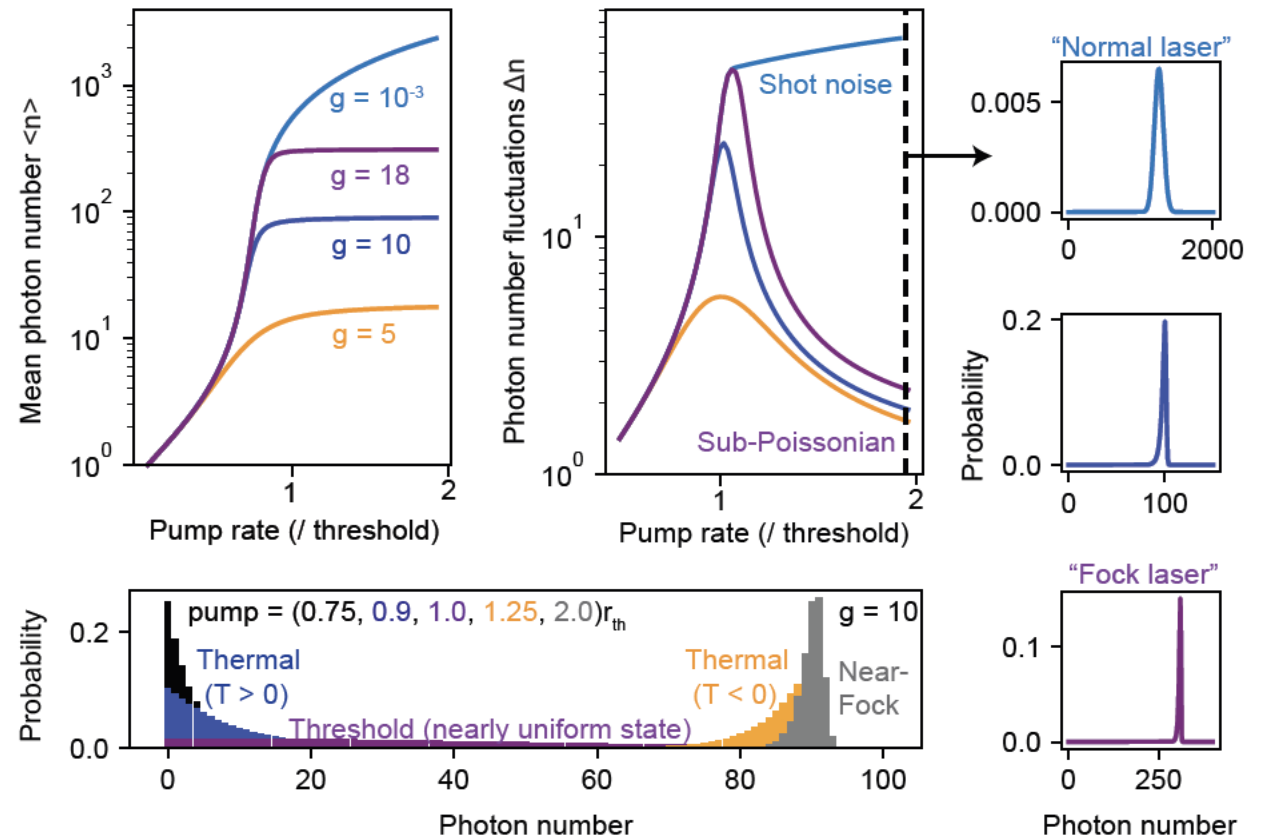 Mean photon number <n>
10³
10²
10¹
10⁰
g = 10⁻³
g = 18
g = 10
g = 5
1
2
Pump rate (/ threshold)
Photon number fluctuations Δn
10¹
10⁰
Shot noise
Sub-Poissonian
1
2
Pump rate (/ threshold)
“Normal laser”
0.005
0.000
0
2000
Probability
0.2
0.0
0
100
“Fock laser”
0.1
0.0
0
250
Photon number
Probability
0.2
0.0
pump = (0.75, 0.9, 1.0, 1.25, 2.0)rₜₕ
g = 10
Thermal
(T > 0)
Threshold (nearly uniform state)
Thermal
(T < 0)
Near-
Fock
0
20
40
60
80
100
Photon number